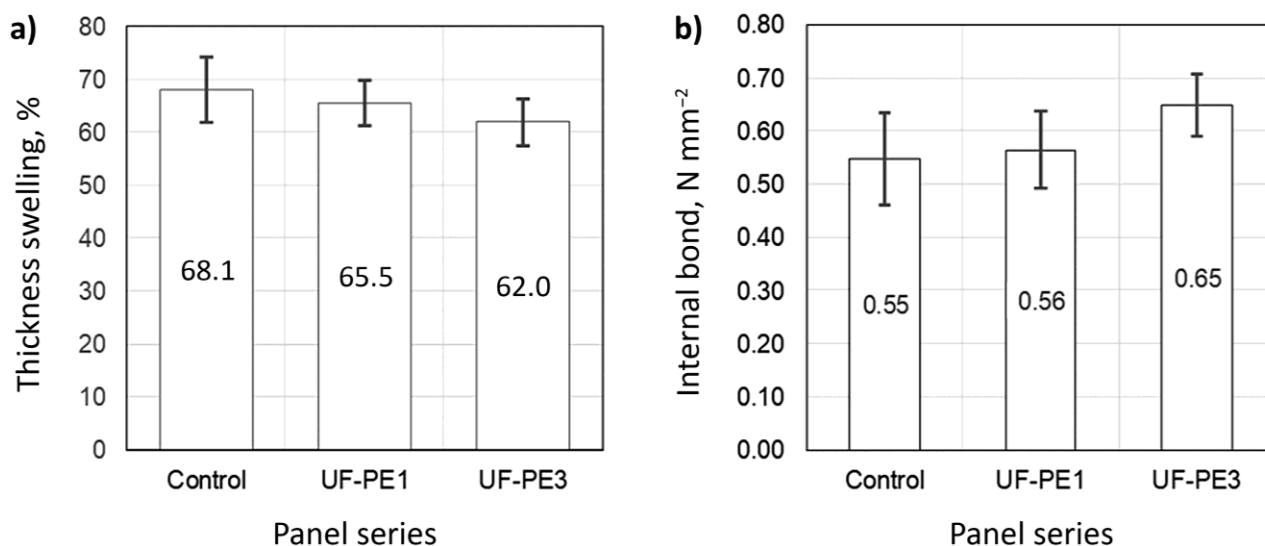 a)
Thickness swelling, %
80
70
60
50
40
30
20
10
0
68.1
65.5
62.0
Control
UF-PE1
UF-PE3
Panel series
b)
Internal bond, N mm⁻²
0.80
0.70
0.60
0.50
0.40
0.30
0.20
0.10
0.00
0.55
0.56
0.65
Control
UF-PE1
UF-PE3
Panel series